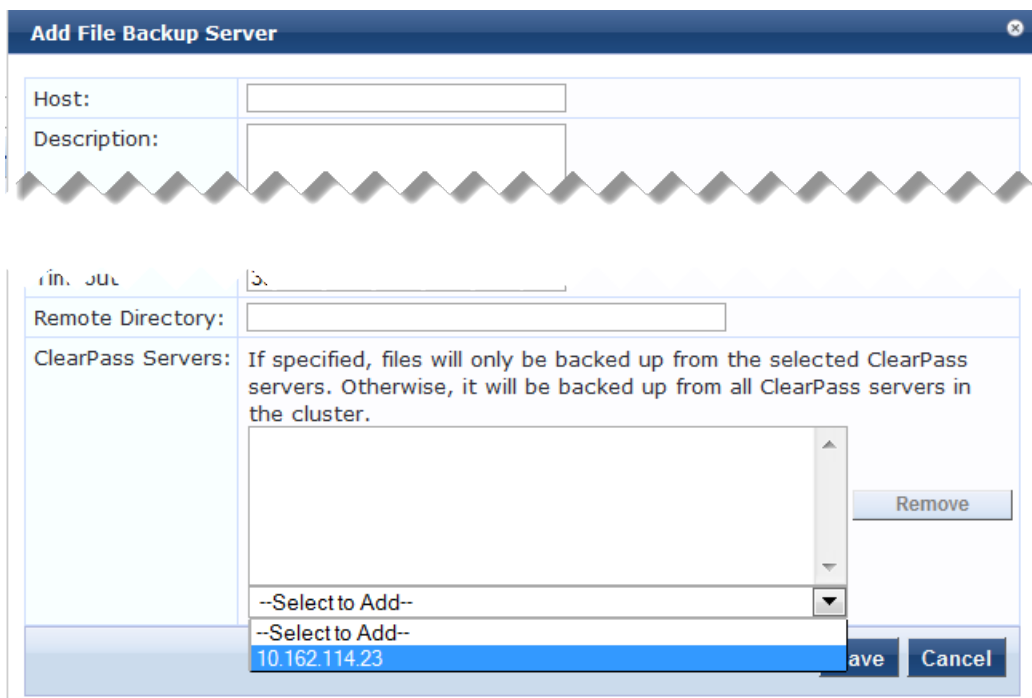 Add File Backup Server
Host:
Description:
Remote Directory:
ClearPass Servers:
If specified, files will only be backed up from the selected ClearPass
servers. Otherwise, it will be backed up from all ClearPass servers in
the cluster.
Remove
--Select to Add--
--Select to Add--
10.162.114.23
Cancel